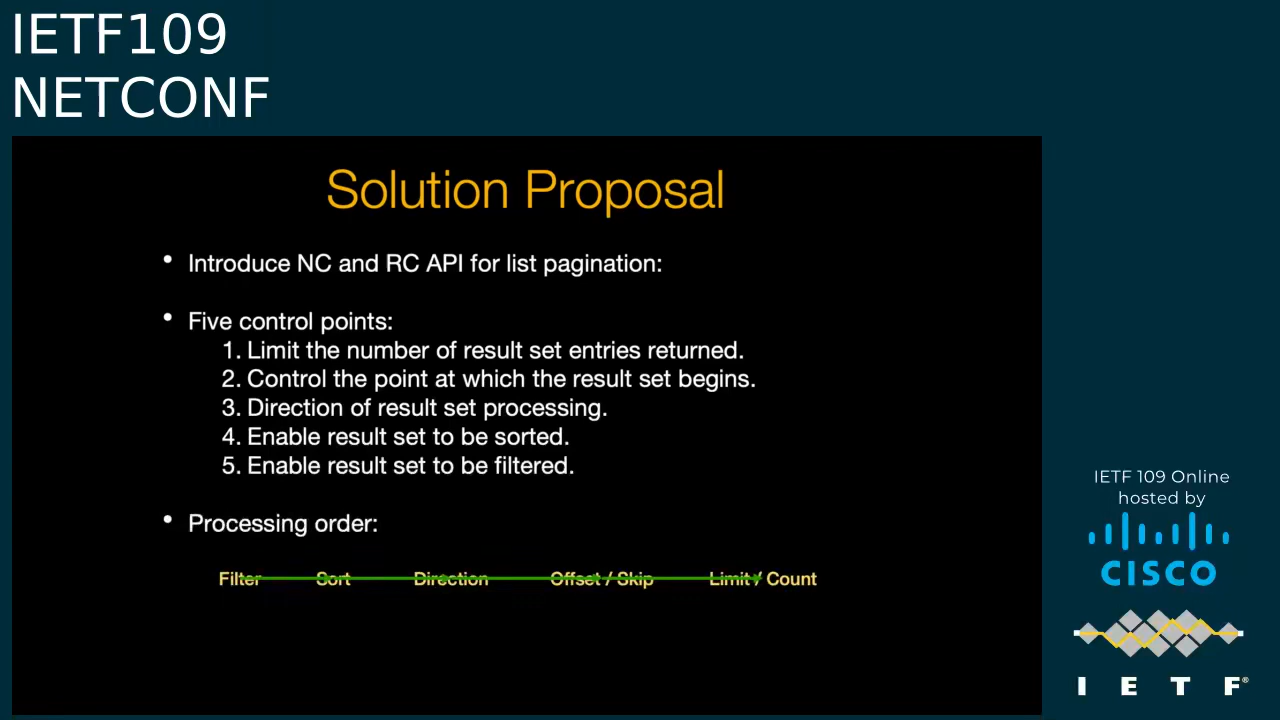 IETF109
NETCONF
Solution Proposal
• Introduce NC and RC API for list pagination:
• Five control points:
1. Limit the number of result set entries returned.
2. Control the point at which the result set begins.
3. Direction of result set processing.
4. Enable result set to be sorted.
5. Enable result set to be filtered.
• Processing order:
Filter Sort Direction Offset / Skip Limit / Count
IETF 109 Online
hosted by
CISCO
IETF®